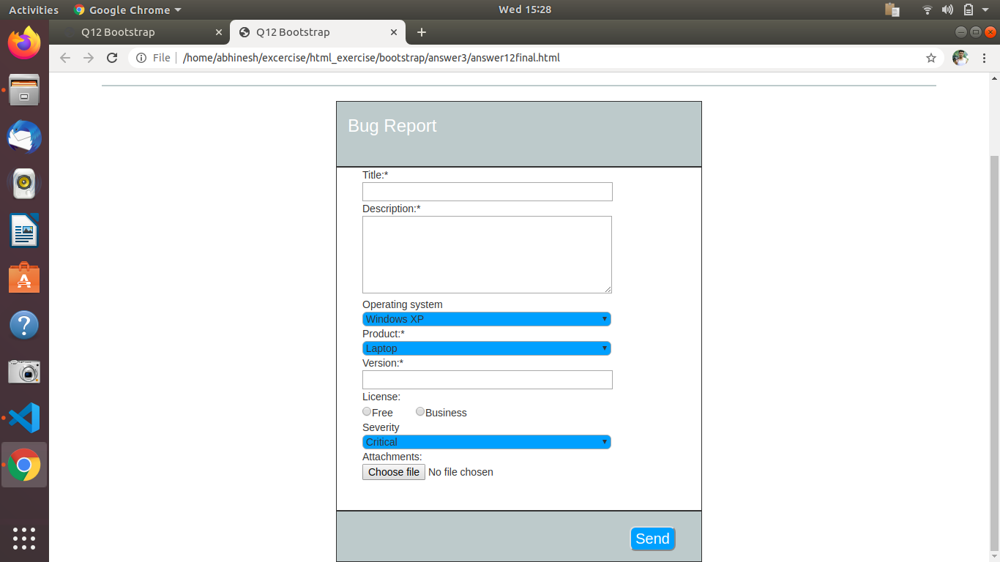 Activities Google Chrome Wed 15:28
Q12 Bootstrap Q12 Bootstrap
File /home/abhinesh/excercise/html_exercise/bootstrap/answer3/answer12final.html
Bug Report
Title:*
Description:*
Operating system
Windows XP
Product:*
Laptop
Version:*
License:
Free Business
Severity
Critical
Attachments:
Choose file No file chosen
Send